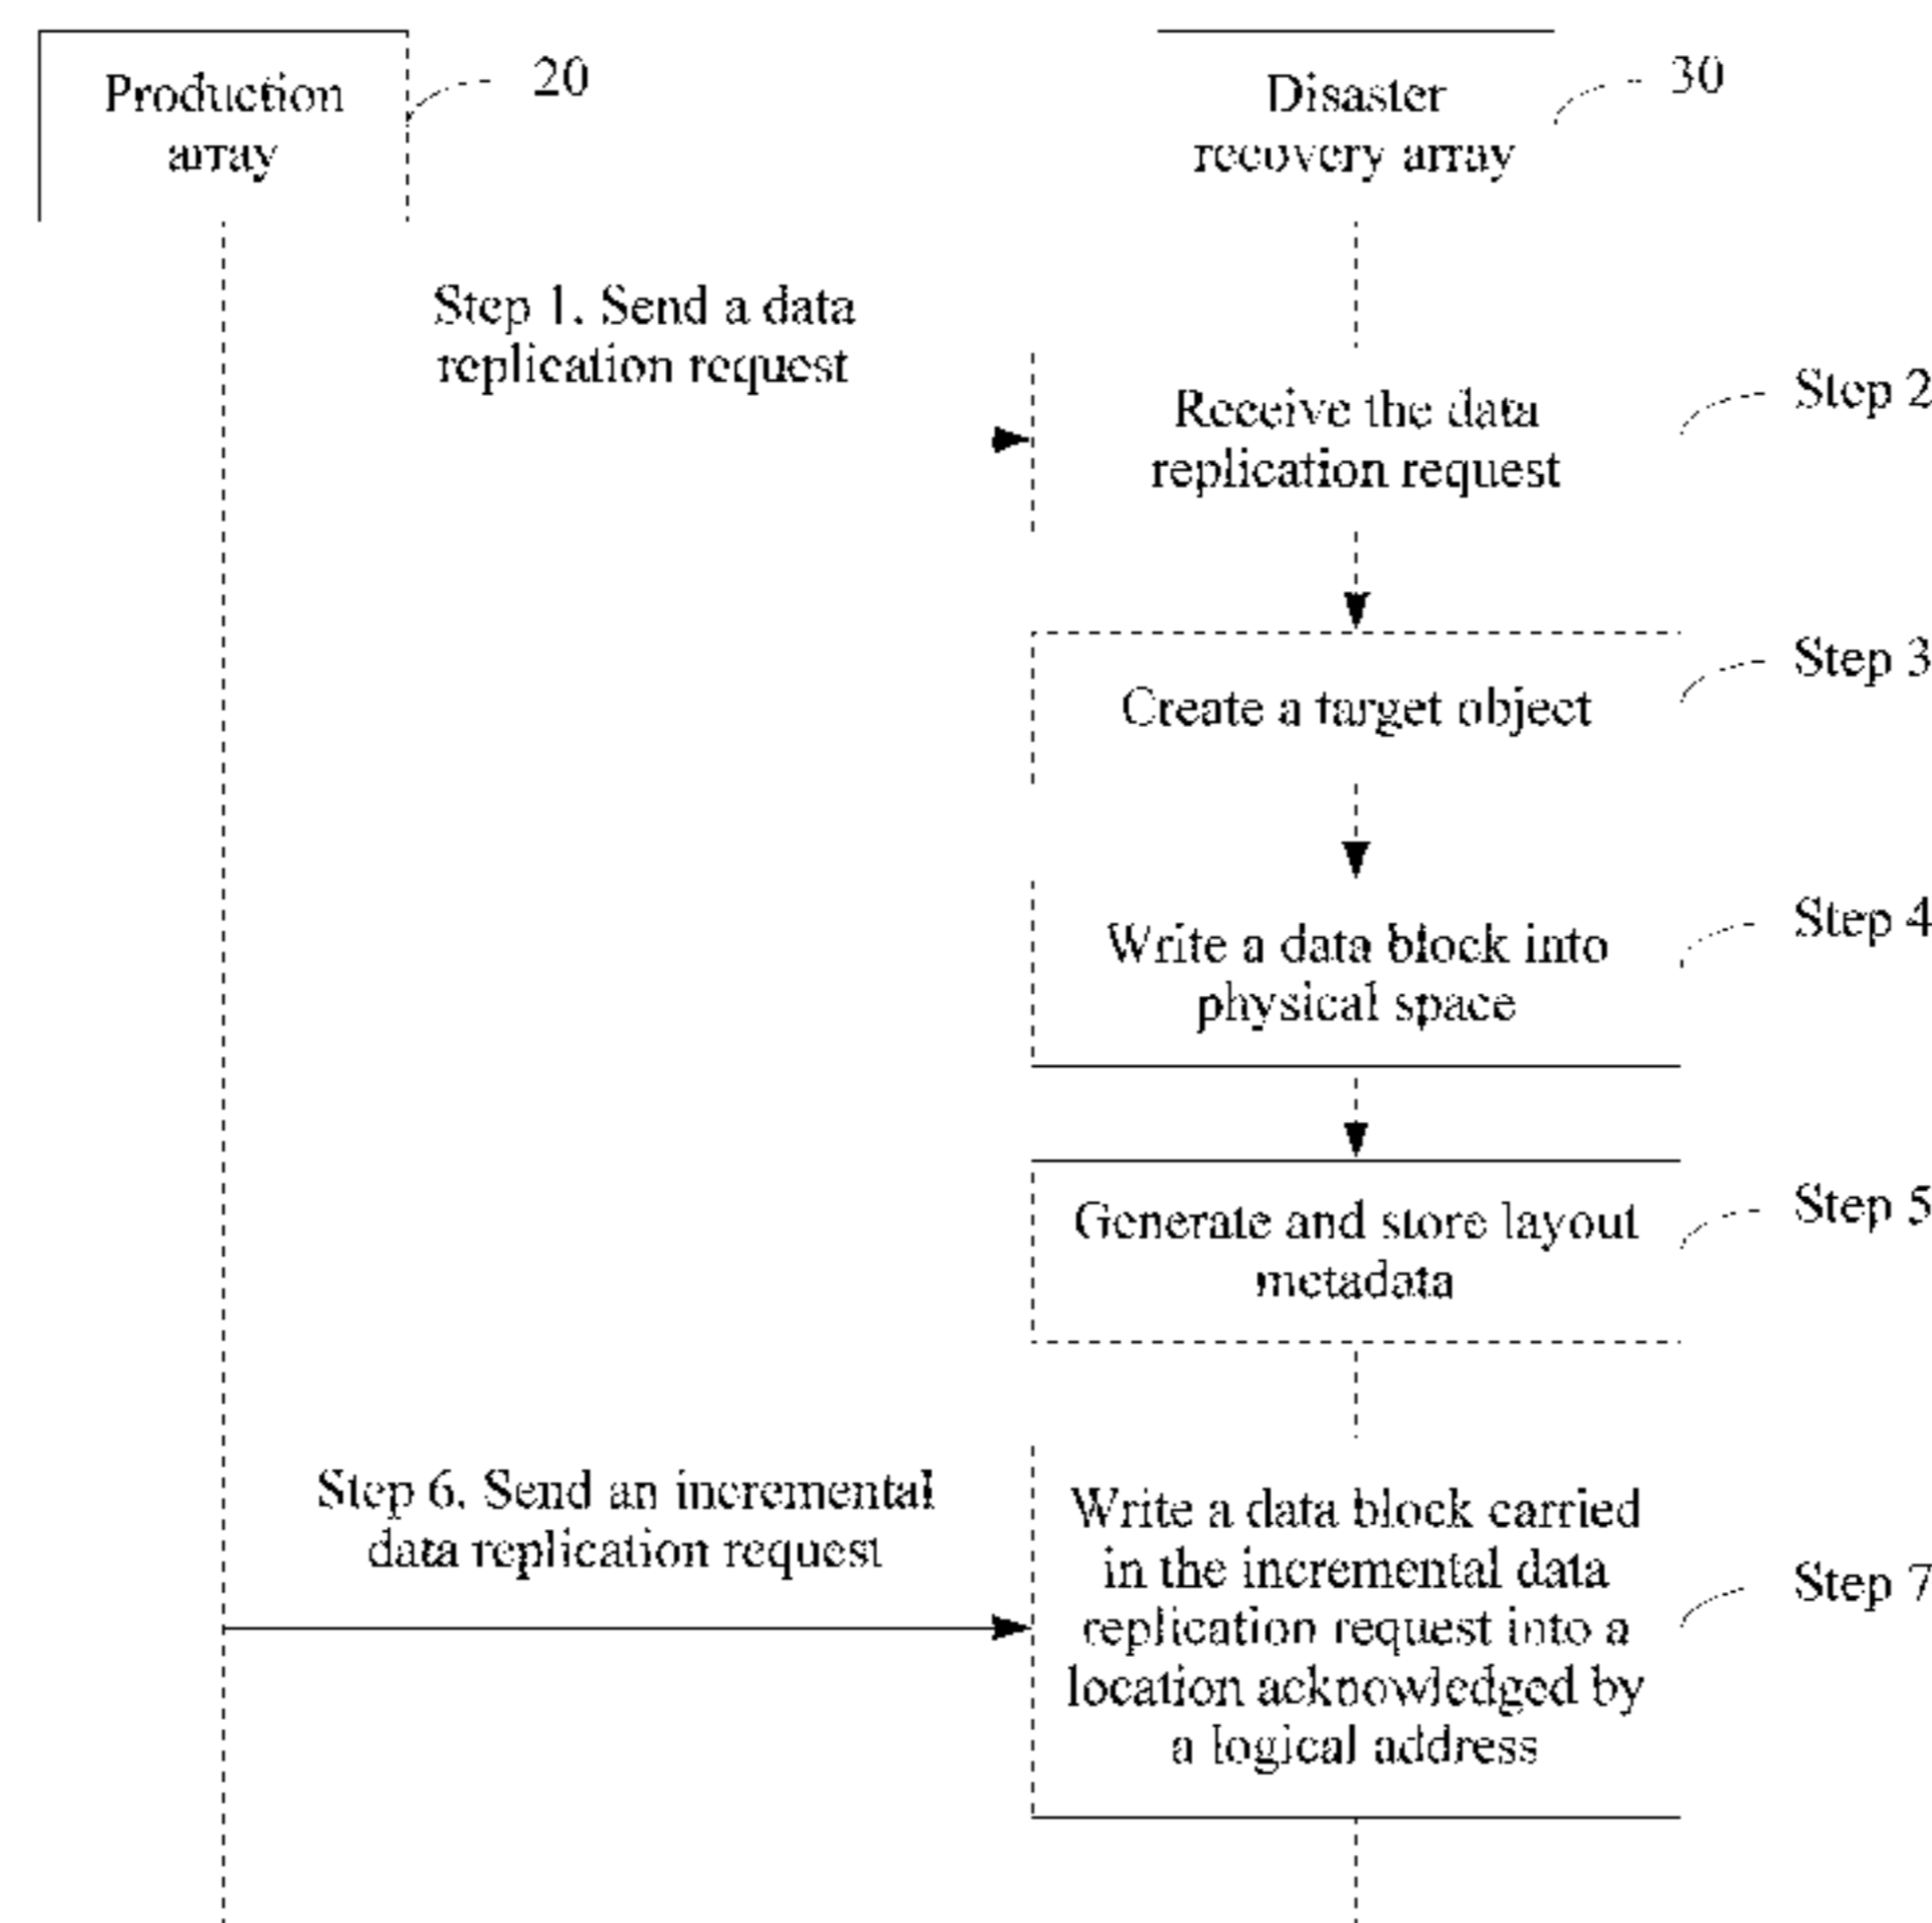 Production
array
20
Disaster
recovery array
30
Step 1. Send a data
replication request
Receive the data
replication request
Step 2
Create a target object
Step 3
Write a data block into
physical space
Step 4
Generate and store layout
metadata
Step 5
Step 6. Send an incremental
data replication request
Write a data block carried
in the incremental data
replication request into a
location acknowledged by
a logical address
Step 7